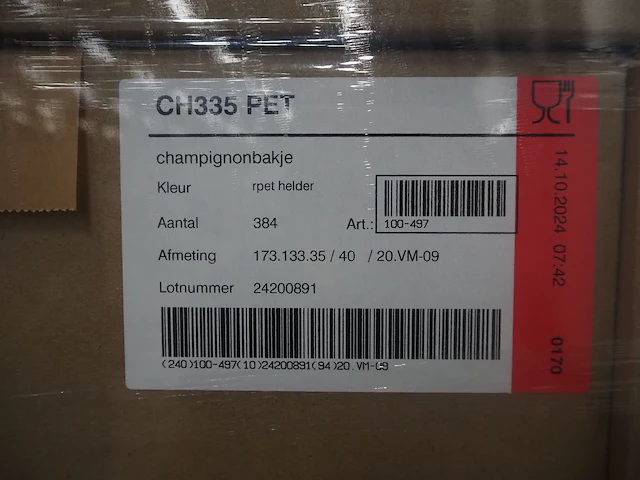 CH335 PET
champignonbakje
Kleur rpet helder
Aantal 384 Art.: 100-497
Afmeting 173.133.35 / 40 / 20.VM-09
Lotnummer 24200891
(240)100-497(10)24200891(94)20.VM-09
14.10.2024 07:42
0170